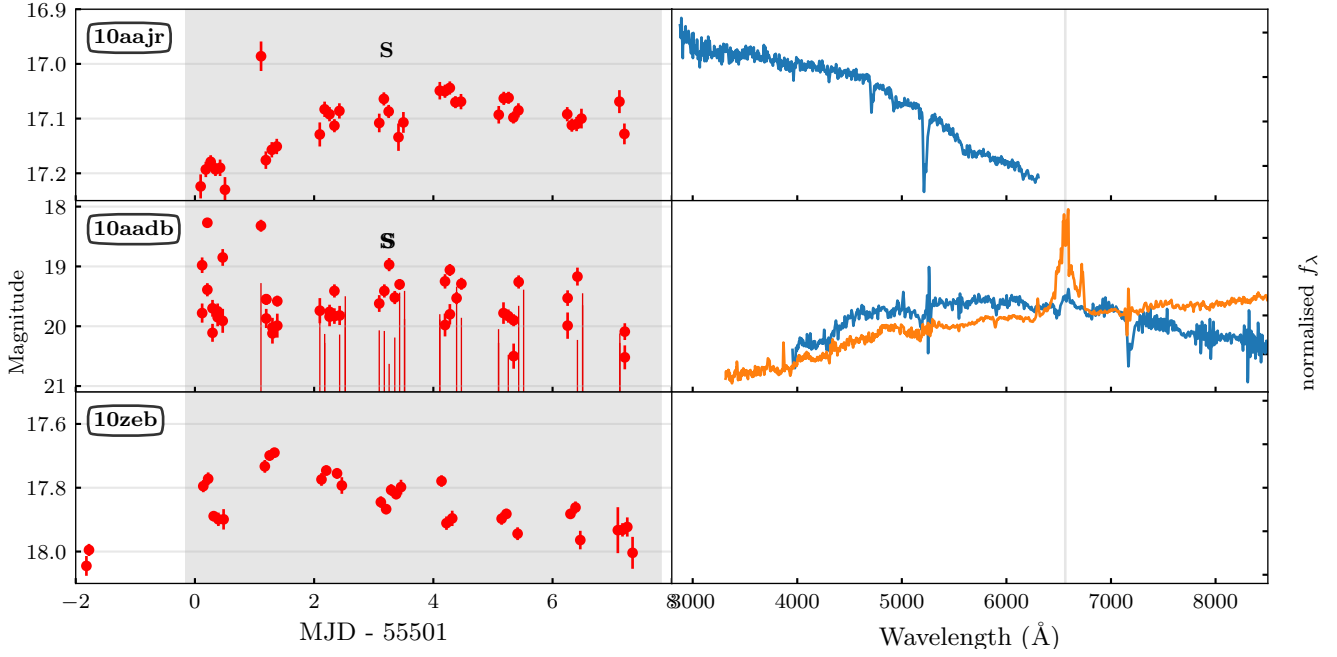 16.9
10aajr
S
17.0
17.1
17.2
18
10aadb
s
19
20
21
Magnitude
normalised fλ
10zeb
17.6
17.8
18.0
−2 0 2 4 6 8 3000 4000 5000 6000 7000 8000
MJD - 55501 Wavelength (Å)